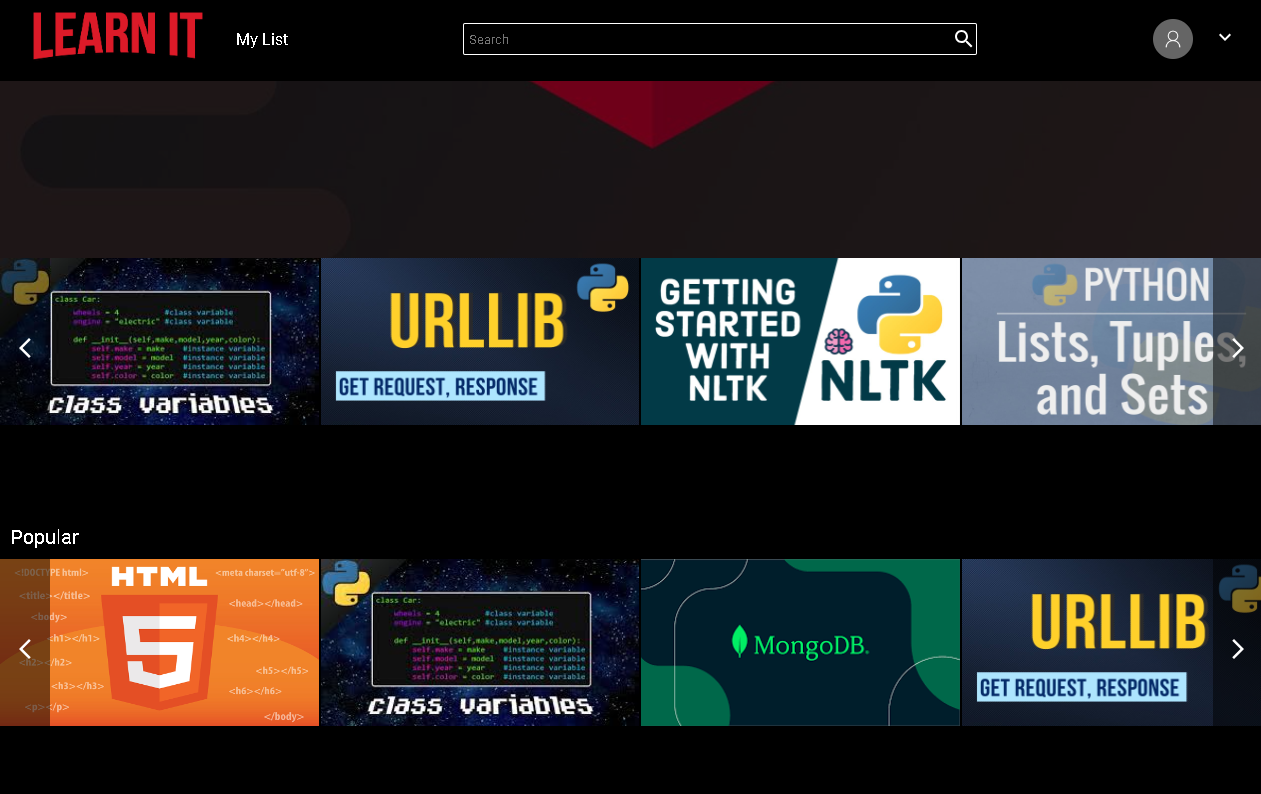 LEARN IT
My List
Search
class Car:
wheels = 4 #class variable
engine = "electric" #class variable
def __init__(self,make,model,year,color):
self.make = make #instance variable
self.model = model #instance variable
self.year = year #instance variable
self.color = color #instance variable
class variables
URLLIB
GET REQUEST, RESPONSE
GETTING
STARTED
WITH
NLTK
NLTK
PYTHON
Lists, Tuples,
and Sets
Popular
<!DOCTYPE html>
HTML
<meta charset="utf-8">
<title></title>
<head></head>
<body>
<h1></h1>
<h4></h4>
<h2></h2>
<h5></h5>
<h3></h3>
<h6></h6>
<p></p>
</body>
class Car:
wheels = 4 #class variable
engine = "electric" #class variable
def __init__(self,make,model,year,color):
self.make = make #instance variable
self.model = model #instance variable
self.year = year #instance variable
self.color = color #instance variable
class variables
MongoDB.
URLLIB
GET REQUEST, RESPONSE